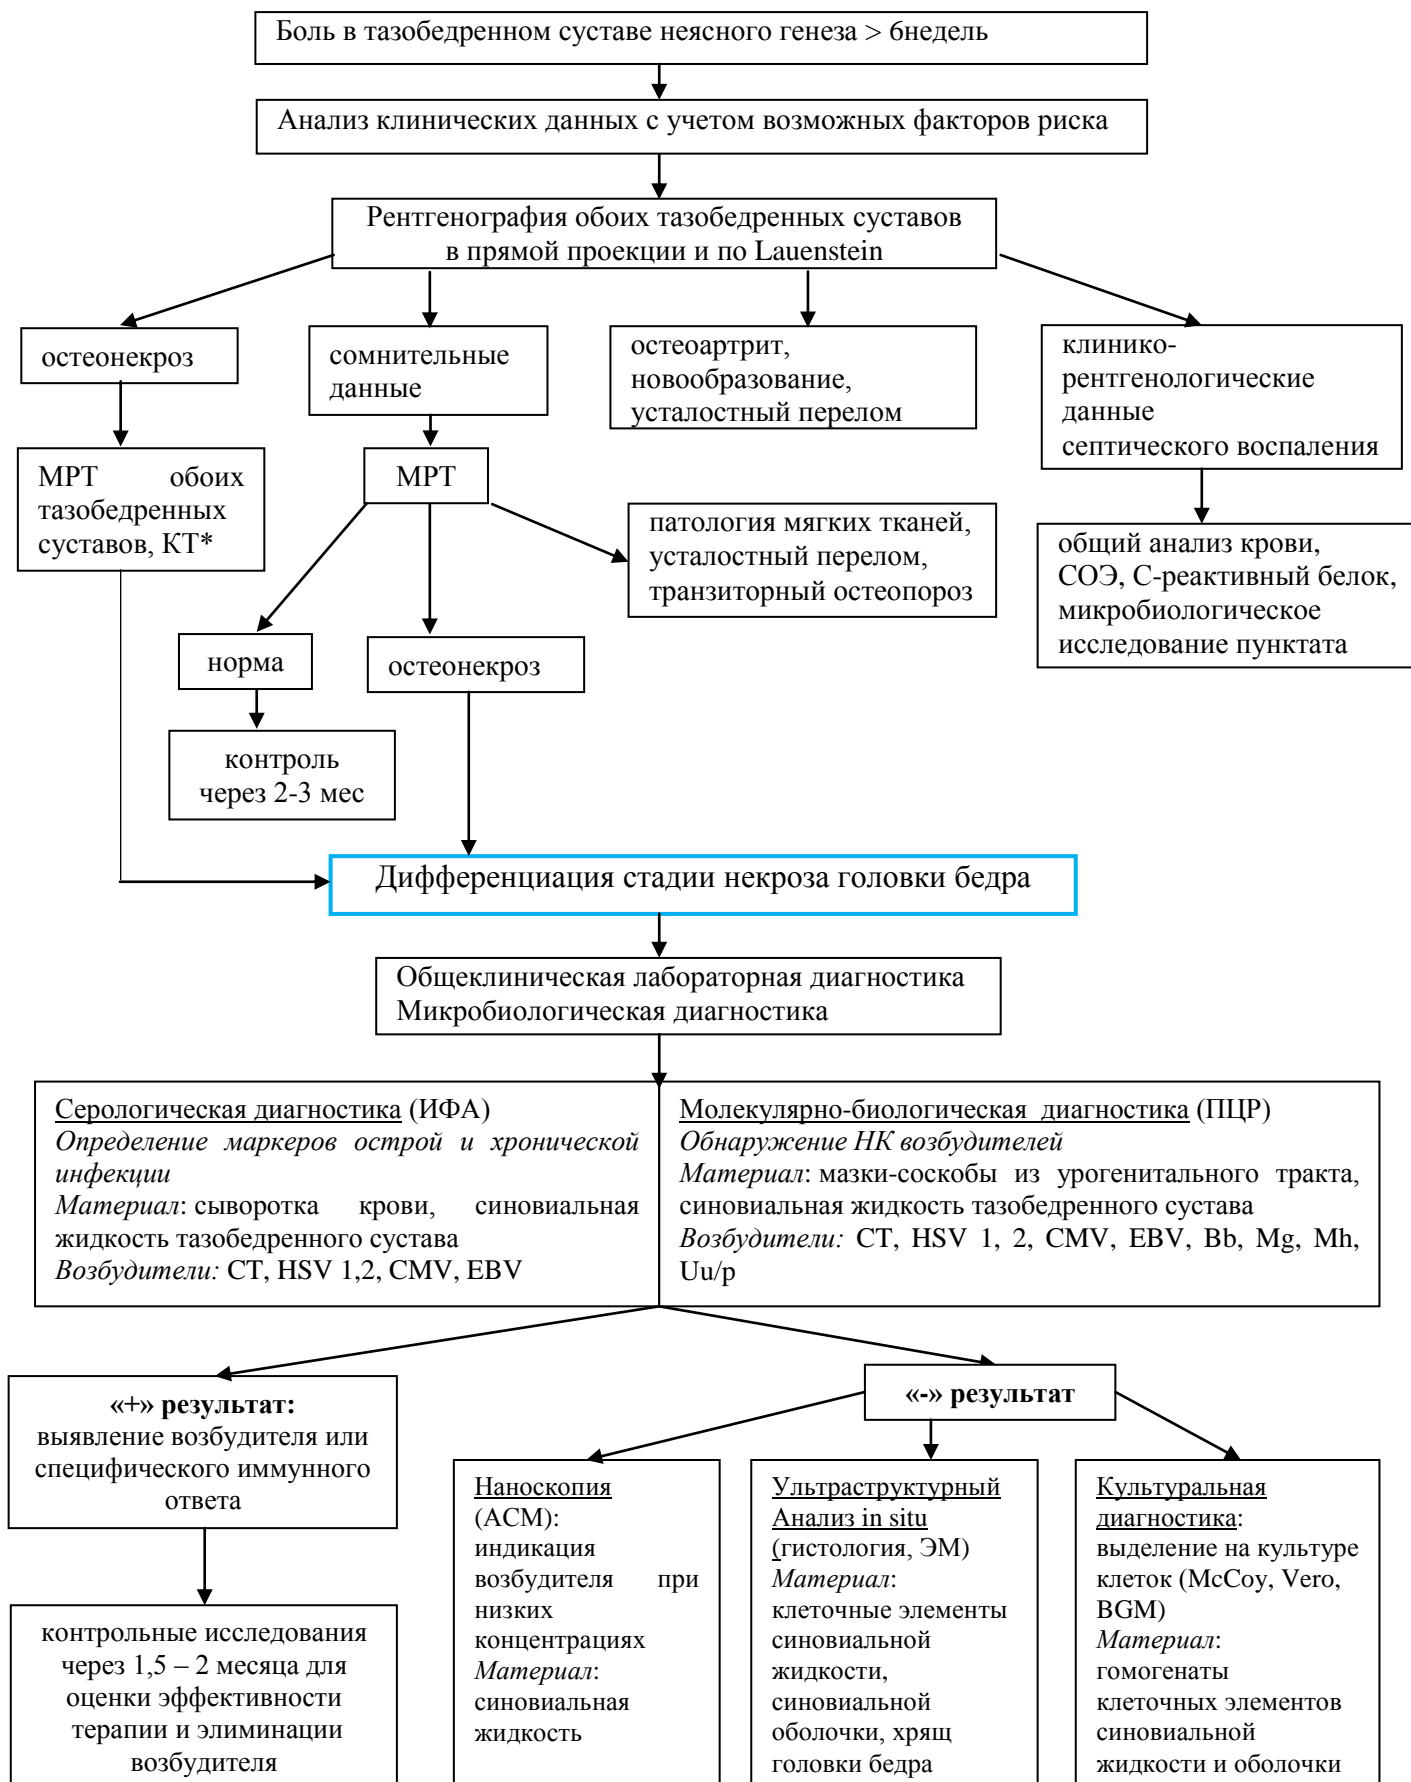 Боль в тазобедренном суставе неясного генеза > 6недель
Анализ клинических данных с учетом возможных факторов риска
Рентгенография обоих тазобедренных суставов
в прямой проекции и по Lauenstein
остеонекроз
сомнительные
данные
остеоартрит,
новообразование,
усталостный перелом
клинико-
рентгенологические
данные
септического воспаления
МРТ обоих
тазобедренных
суставов, КТ*
МРТ
патология мягких тканей,
усталостный перелом,
транзиторный остеопороз
общий анализ крови,
СОЭ, С-реактивный белок,
микробиологическое
исследование пунктата
норма
остеонекроз
контроль
через 2-3 мес
Дифференциация стадии некроза головки бедра
Общеклиническая лабораторная диагностика
Микробиологическая диагностика
Серологическая диагностика (ИФА)
Определение маркеров острой и хронической
инфекции
Материал: сыворотка крови, синовиальная
жидкость тазобедренного сустава
Возбудители: CT, HSV 1,2, CMV, EBV
Молекулярно-биологическая диагностика (ПЦР)
Обнаружение НК возбудителей
Материал: мазки-соскобы из урогенитального тракта,
синовиальная жидкость тазобедренного сустава
Возбудители: CT, HSV 1, 2, CMV, EBV, Bb, Mg, Mh,
Uu/p
«+» результат:
выявление возбудителя или
специфического иммунного
ответа
«-» результат
контрольные исследования
через 1,5 – 2 месяца для
оценки эффективности
терапии и элиминации
возбудителя
Наноскопия
(АСМ):
индикация
возбудителя при
низких
концентрациях
Материал:
синовиальная
жидкость
Ультраструктурный
Анализ in situ
(гистология, ЭМ)
Материал:
клеточные элементы
синовиальной
жидкости,
синовиальной
оболочки, хрящ
головки бедра
Культуральная
диагностика:
выделение на культуре
клеток (McCoy, Vero,
BGM)
Материал:
гомогенаты
клеточных элементов
синовиальной
жидкости и оболочки